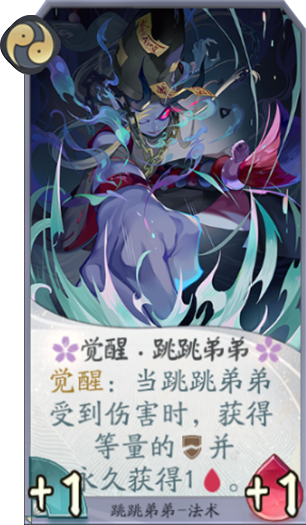 觉醒．跳跳弟弟
觉醒：当跳跳弟弟
受到伤害时，获得
等量的并
永久获得1。
+1
+1
跳跳弟弟-法术